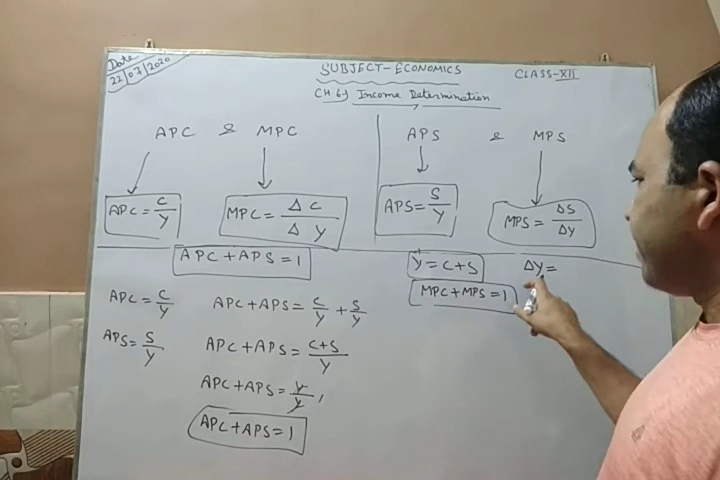 Date
22/07/2020
SUBJECT-ECONOMICS
CLASS-XII
CH 6) Income Determination
APC & MPC
APS & MPS
APC = C/Y
MPC = Δ C/Δ Y
APS = S/Y
MPS = ΔS/ΔY
APC + APS = 1
Y = C + S
ΔY =
MPC + MPS = 1
APC = C/Y
APC + APS = C/Y + S/Y
APS = S/Y
APC + APS = C+S/Y
APC + APS = Y/Y 1
APC + APS = 1